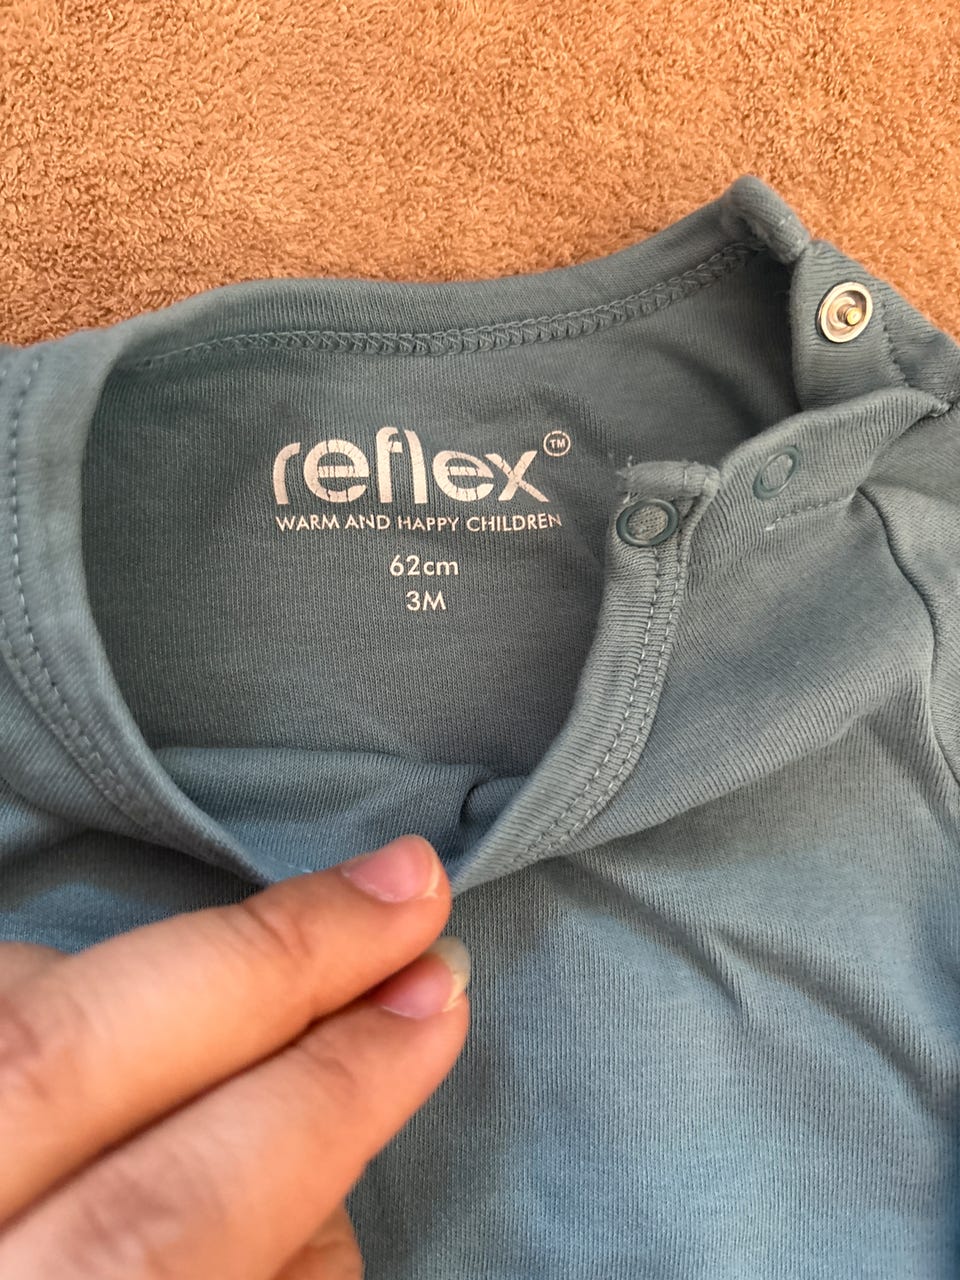 reflex™
WARM AND HAPPY CHILDREN
62cm
3M